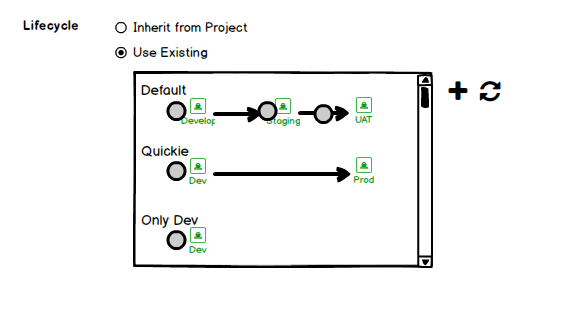 Lifecycle
Inherit from Project
Use Existing
Default
Develop
Staging
UAT
Quickie
Dev
Prod
Only Dev
Dev